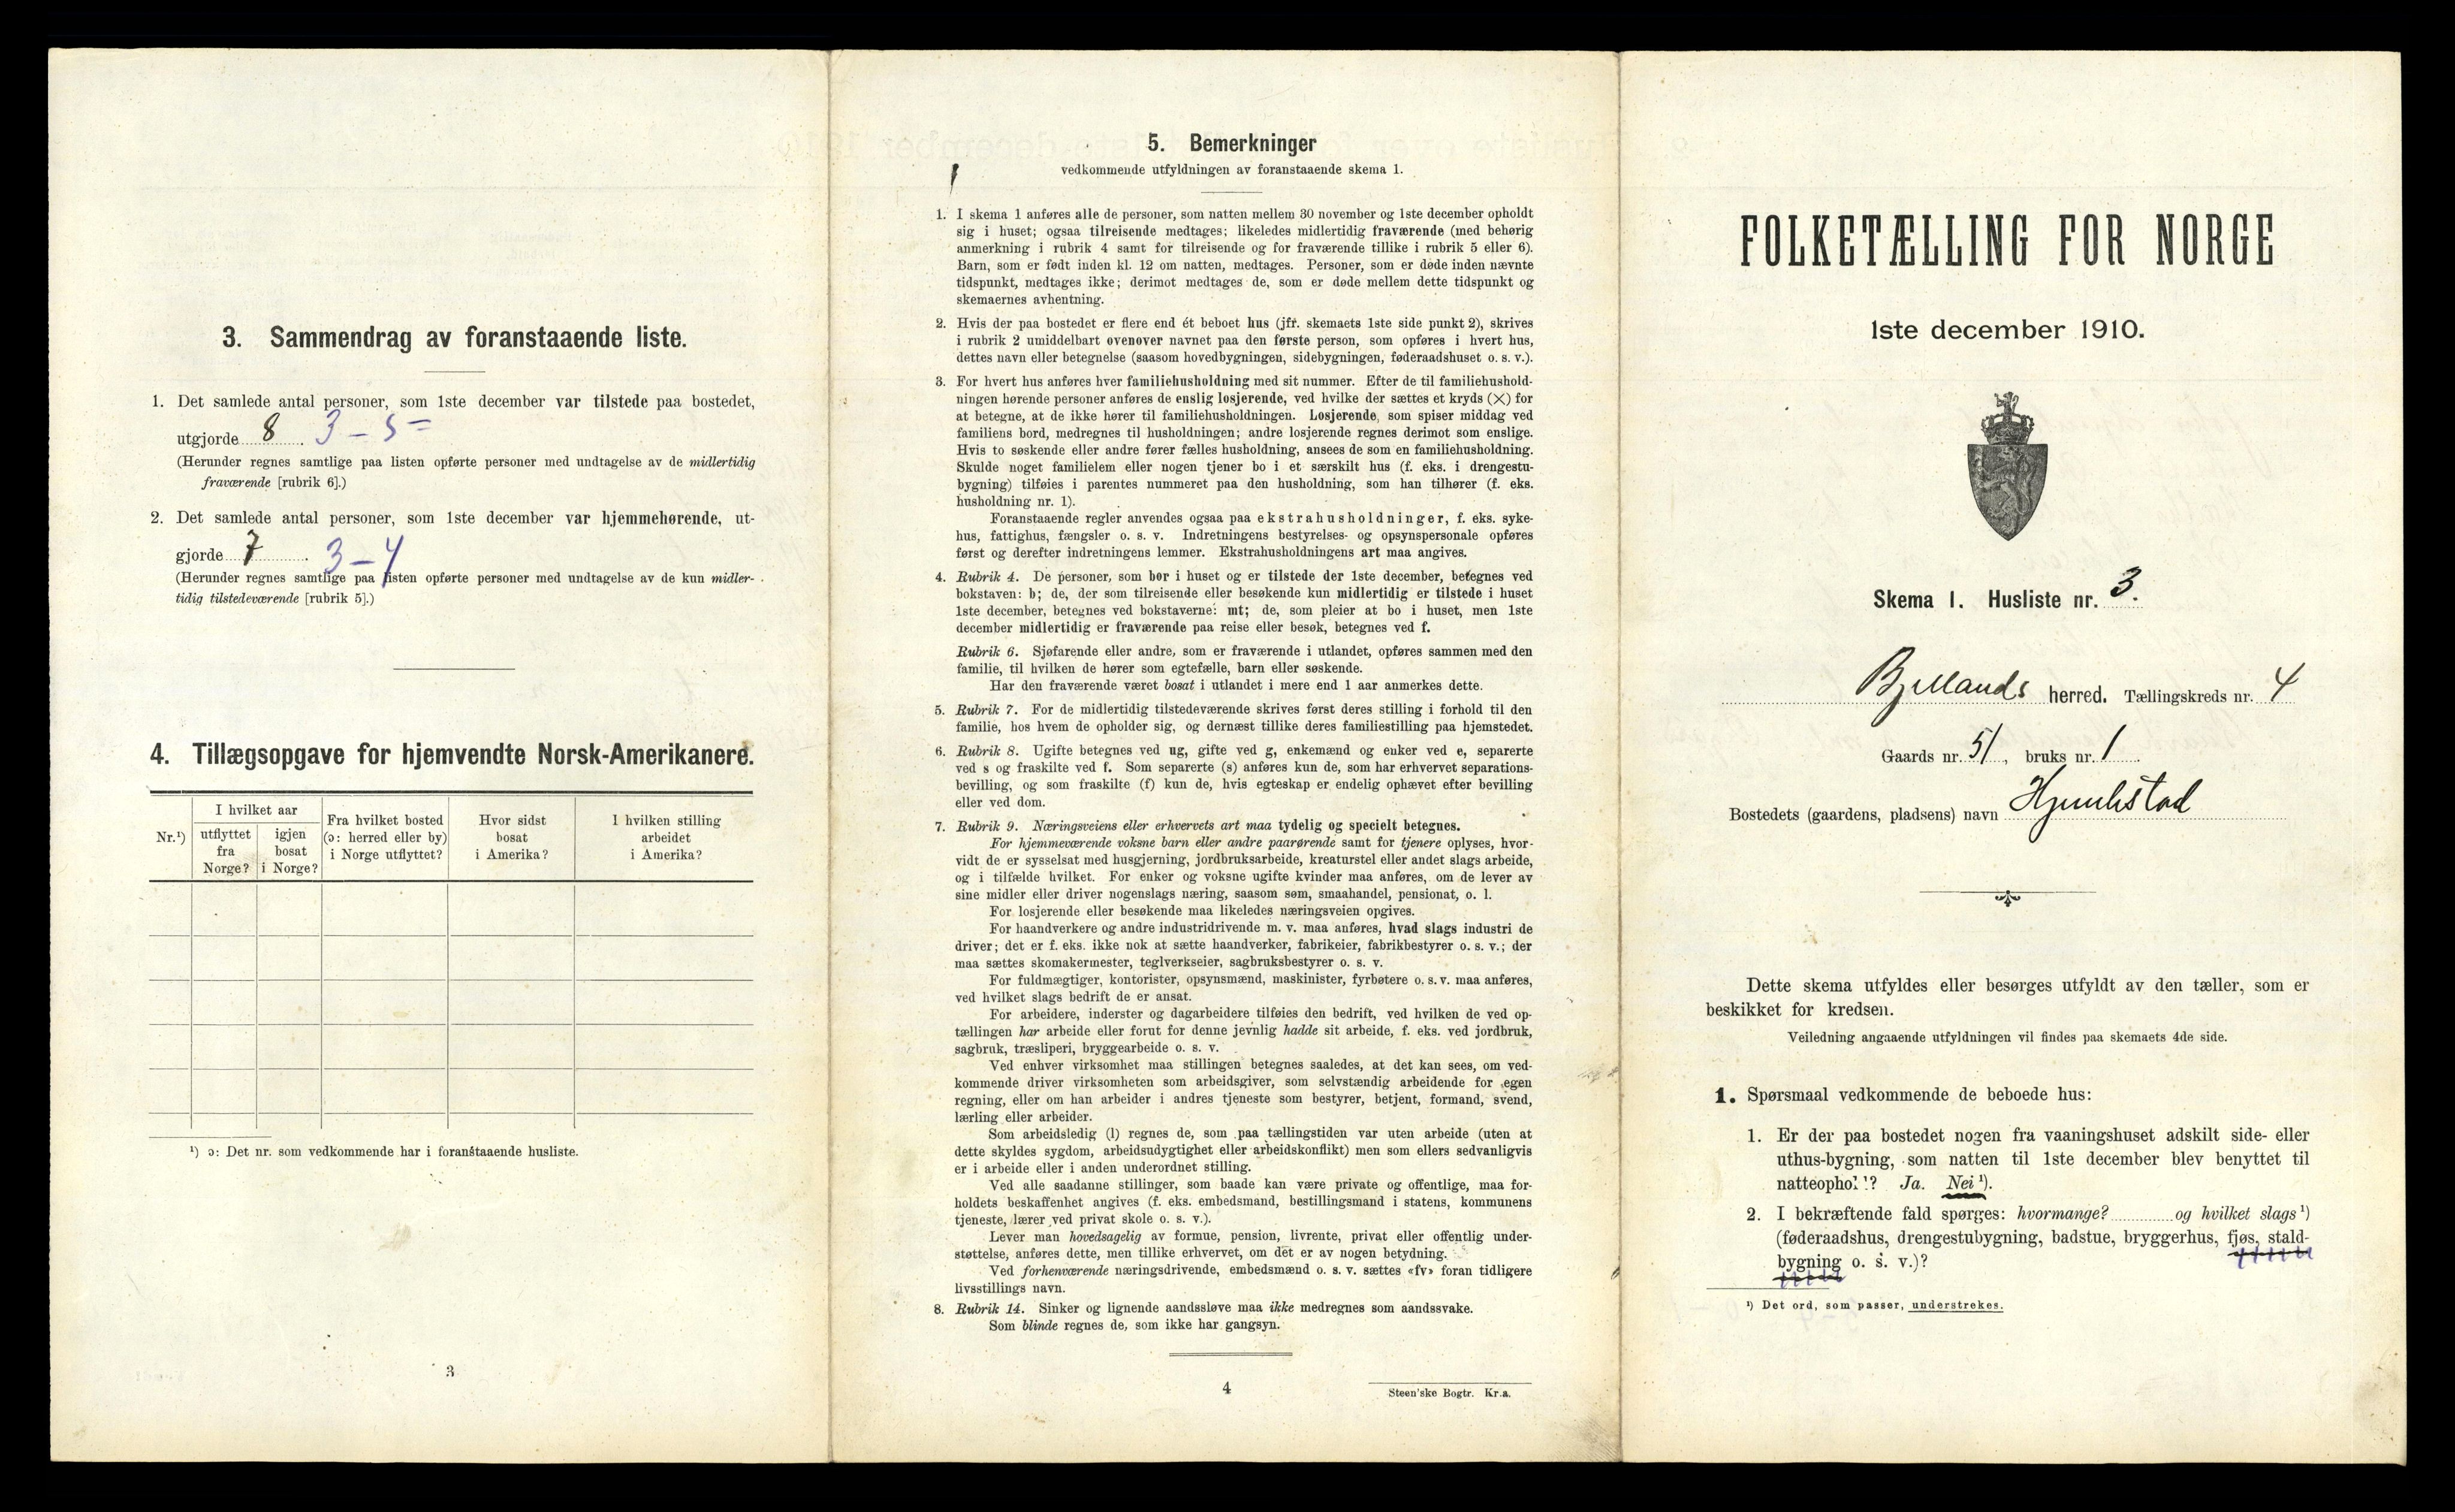 3. Sammendrag av foranstaaende liste.
1. Det samlede antal personer, som 1ste december var tilstede paa bostedet,
utgjorde 8 . 3 – 5 =
(Herunder regnes samtlige paa listen opførte personer med undtagelse av de midlertidig
fraværende [rubrik 6].)
2. Det samlede antal personer, som 1ste december var hjemmehørende, ut-
gjorde 7 . 3 – 4
(Herunder regnes samtlige paa listen opførte personer med undtagelse av de kun midler-
tidig tilstedeværende [rubrik 5].)
4. Tillægsopgave for hjemvendte Norsk-Amerikanere.
Nr.¹)
I hvilket aar
utflyttet
fra
Norge?
igjen
bosat
i Norge?
Fra hvilket bosted
(ɔ: herred eller by)
i Norge utflyttet?
Hvor sidst
bosat
i Amerika?
I hvilken stilling
arbeidet
i Amerika?
¹) ɔ: Det nr. som vedkommende har i foranstaaende husliste.
3
5. Bemerkninger
vedkommende utfyldningen av foranstaaende skema 1.
1. I skema 1 anføres alle de personer, som natten mellem 30 november og 1ste december opholdt
sig i huset; ogsaa tilreisende medtages; likeledes midlertidig fraværende (med behørig
anmerkning i rubrik 4 samt for tilreisende og for fraværende tillike i rubrik 5 eller 6).
Barn, som er født inden kl. 12 om natten, medtages. Personer, som er døde inden nævnte
tidspunkt, medtages ikke; derimot medtages de, som er døde mellem dette tidspunkt og
skemaernes avhentning.
2. Hvis der paa bostedet er flere end ét beboet hus (jfr. skemaets 1ste side punkt 2), skrives
i rubrik 2 umiddelbart ovenover navnet paa den første person, som opføres i hvert hus,
dettes navn eller betegnelse (saasom hovedbygningen, sidebygningen, føderaadshuset o. s. v.).
3. For hvert hus anføres hver familiehusholdning med sit nummer. Efter de til familiehushold-
ningen hørende personer anføres de enslig losjerende, ved hvilke der sættes et kryds (×) for
at betegne, at de ikke hører til familiehusholdningen. Losjerende, som spiser middag ved
familiens bord, medregnes til husholdningen; andre losjerende regnes derimot som enslige.
Hvis to søskende eller andre fører fælles husholdning, ansees de som en familiehusholdning.
Skulde noget familielem eller nogen tjener bo i et særskilt hus (f. eks. i drengestu-
bygning) tilføies i parentes nummeret paa den husholdning, som han tilhører (f. eks.
husholdning nr. 1).
Foranstaaende regler anvendes ogsaa paa ekstrahusholdninger, f. eks. syke-
hus, fattighus, fængsler o. s. v. Indretningens bestyrelses- og opsynspersonale opføres
først og derefter indretningens lemmer. Ekstrahusholdningens art maa angives.
4. Rubrik 4. De personer, som bor i huset og er tilstede der 1ste december, betegnes ved
bokstaven: b; de, der som tilreisende eller besøkende kun midlertidig er tilstede i huset
1ste december, betegnes ved bokstaverne: mt; de, som pleier at bo i huset, men 1ste
december midlertidig er fraværende paa reise eller besøk, betegnes ved f.
Rubrik 6. Sjøfarende eller andre, som er fraværende i utlandet, opføres sammen med den
familie, til hvilken de hører som egtefælle, barn eller søskende.
Har den fraværende været bosat i utlandet i mere end 1 aar anmerkes dette.
5. Rubrik 7. For de midlertidig tilstedeværende skrives først deres stilling i forhold til den
familie, hos hvem de opholder sig, og dernæst tillike deres familiestilling paa hjemstedet.
6. Rubrik 8. Ugifte betegnes ved ug, gifte ved g, enkemænd og enker ved e, separerte
ved s og fraskilte ved f. Som separerte (s) anføres kun de, som har erhvervet separations-
bevilling, og som fraskilte (f) kun de, hvis egteskap er endelig ophævet efter bevilling
eller ved dom.
7. Rubrik 9. Næringsveiens eller erhvervets art maa tydelig og specielt betegnes.
For hjemmeværende voksne barn eller andre paarørende samt for tjenere oplyses, hvor-
vidt de er sysselsat med husgjerning, jordbruksarbeide, kreaturstel eller andet slags arbeide,
og i tilfælde hvilket. For enker og voksne ugifte kvinder maa anføres, om de lever av
sine midler eller driver nogenslags næring, saasom søm, smaahandel, pensionat, o. l.
For losjerende eller besøkende maa likeledes næringsveien opgives.
For haandverkere og andre industridrivende m. v. maa anføres, hvad slags industri de
driver; det er f. eks. ikke nok at sætte haandverker, fabrikeier, fabrikbestyrer o. s. v.; der
maa sættes skomakermester, teglverkseier, sagbruksbestyrer o. s. v.
For fuldmægtiger, kontorister, opsynsmænd, maskinister, fyrbøtere o. s. v. maa anføres,
ved hvilket slags bedrift de er ansat.
For arbeidere, inderster og dagarbeidere tilføies den bedrift, ved hvilken de ved op-
tællingen har arbeide eller forut for denne jevnlig hadde sit arbeide, f. eks. ved jordbruk,
sagbruk, træsliperi, bryggearbeide o. s. v.
Ved enhver virksomhet maa stillingen betegnes saaledes, at det kan sees, om ved-
kommende driver virksomheten som arbeidsgiver, som selvstændig arbeidende for egen
regning, eller om han arbeider i andres tjeneste som bestyrer, betjent, formand, svend,
lærling eller arbeider.
Som arbeidsledig (l) regnes de, som paa tællingstiden var uten arbeide (uten at
dette skyldes sygdom, arbeidsudygtighet eller arbeidskonflikt) men som ellers sedvanligvis
er i arbeide eller i anden underordnet stilling.
Ved alle saadanne stillinger, som baade kan være private og offentlige, maa for-
holdets beskaffenhet angives (f. eks. embedsmand, bestillingsmand i statens, kommunens
tjeneste, lærer ved privat skole o. s. v.).
Lever man hovedsagelig av formue, pension, livrente, privat eller offentlig under-
støttelse, anføres dette, men tillike erhvervet, om det er av nogen betydning.
Ved forhenværende næringsdrivende, embedsmænd o. s. v. sættes «fv» foran tidligere
livsstillings navn.
8. Rubrik 14. Sinker og lignende aandssløve maa ikke medregnes som aandssvake.
Som blinde regnes de, som ikke har gangsyn.
4
Steen'ske Bogtr. Kr.a.
FOLKETÆLLING FOR NORGE
1ste december 1910.
Skema 1. Husliste nr. 3.
Bjellands herred. Tællingskreds nr. 4
Gaards nr. 51, bruks nr. 1.
Bostedets (gaardens, pladsens) navn
Dette skema utfyldes eller besørges utfyldt av den tæller, som er
beskikket for kredsen.
Veiledning angaaende utfyldningen vil findes paa skemaets 4de side.
1. Spørsmaal vedkommende de beboede hus:
1. Er der paa bostedet nogen fra vaaningshuset adskilt side- eller
uthus-bygning, som natten til 1ste december blev benyttet til
natteophold? Ja. Nei ¹).
2. I bekræftende fald spørges: hvormange? og hvilket slags ¹)
(føderaadshus, drengestubygning, badstue, bryggerhus, fjøs, stald-
bygning o. s. v.)?
¹) Det ord, som passer, understrekes.